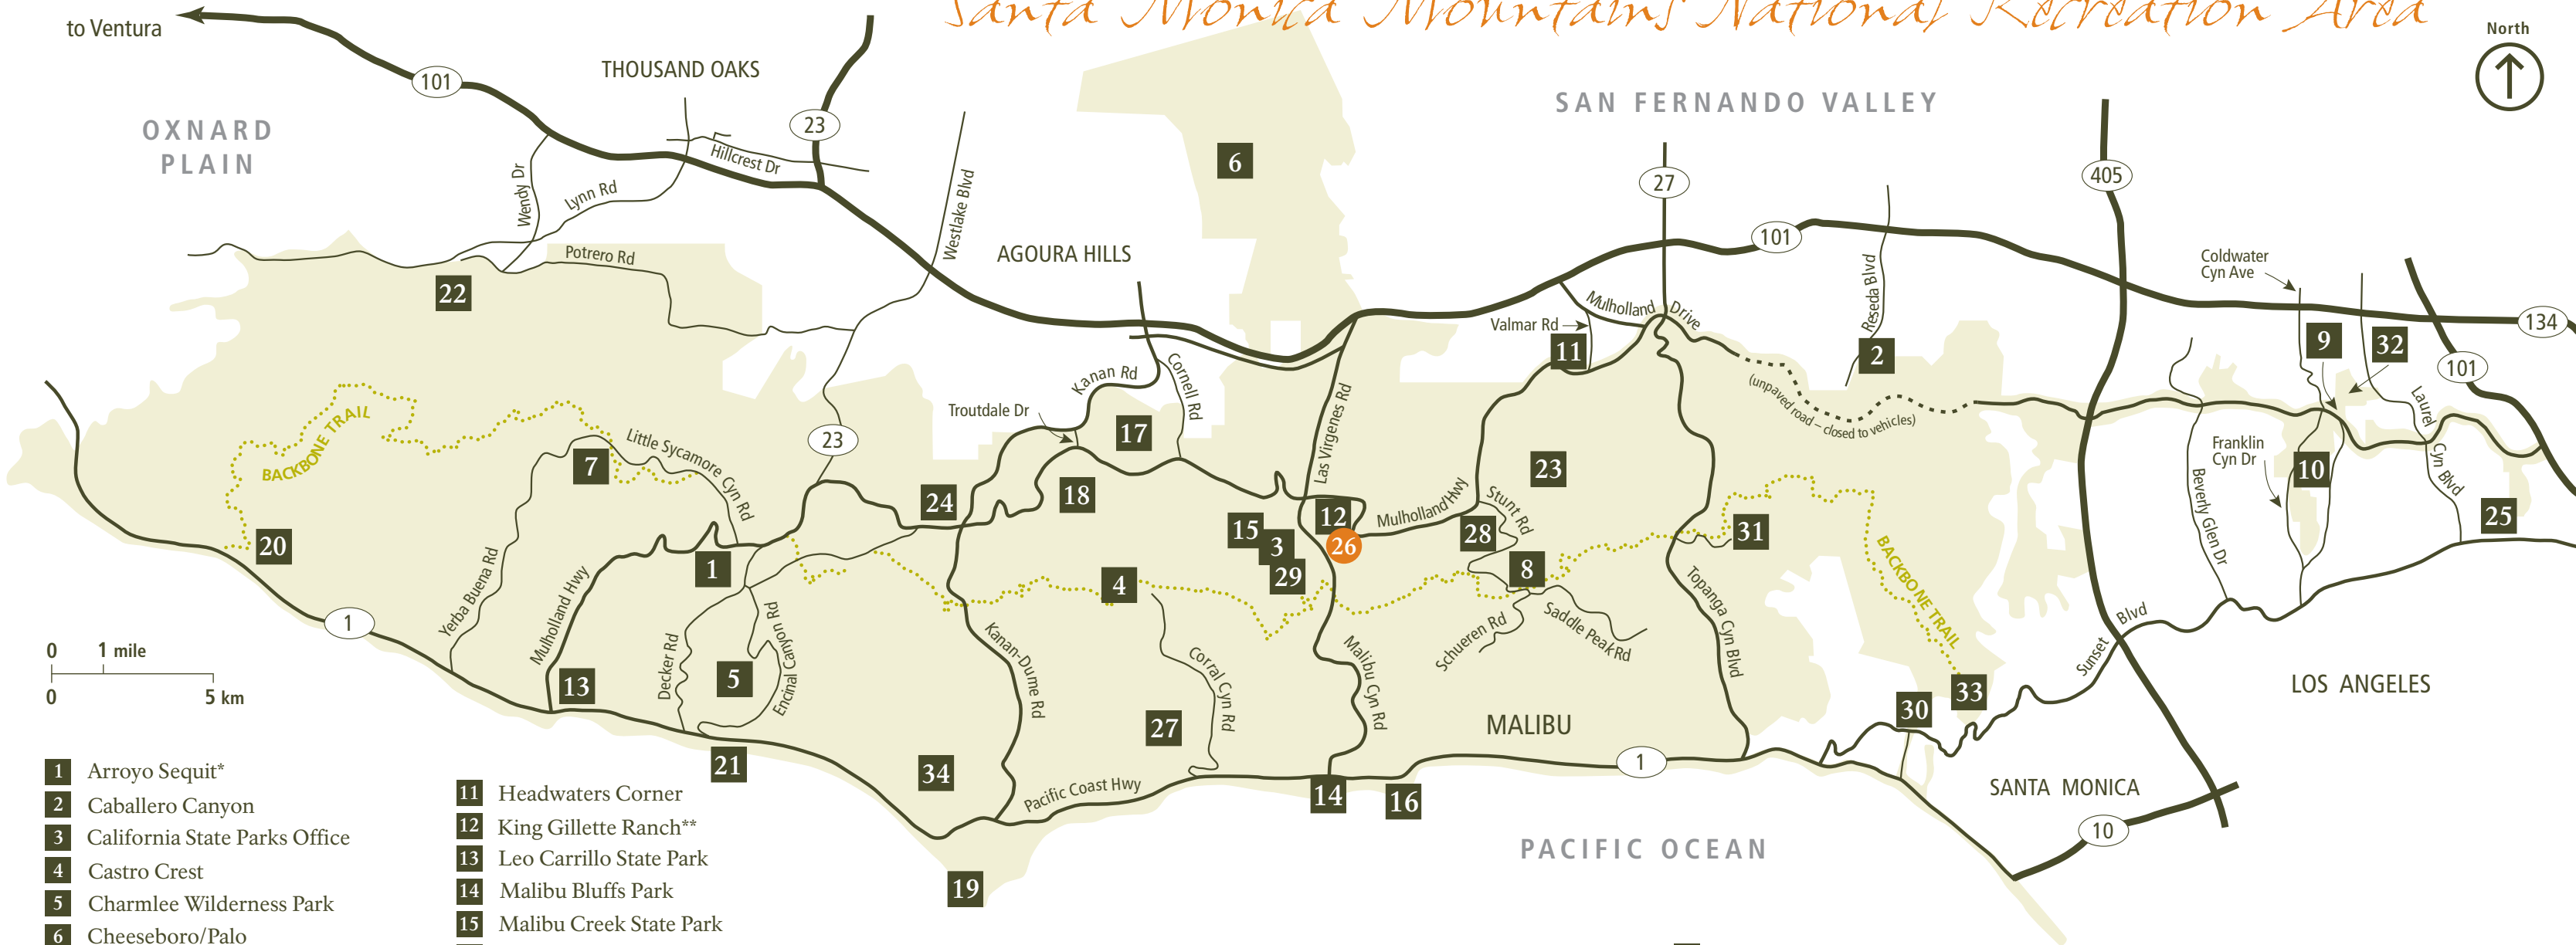 Santa Monica Mountains National Recreation Area
to Ventura
North
101
THOUSAND OAKS
23
SAN FERNANDO VALLEY
OXNARD
PLAIN
Hillcrest Dr
6
27
405
Wendy Dr
Lynn Rd
Westlake Blvd
AGOURA HILLS
101
Potrero Rd
Reseda Blvd
Coldwater
Cyn Ave
22
Mulholland Drive
Valmar Rd
134
11
2
9
32
101
Kanan Rd
Cornell Rd
Las Virgenes Rd
(unpaved road – closed to vehicles)
Laurel
Cyn Blvd
Troutdale Dr
BACKBONE TRAIL
Little Sycamore Cyn Rd
23
17
7
Franklin
Cyn Dr
10
Beverly Glen Dr
23
24
18
Mulholland Hwy
Stunt Rd
12
15
3
26
28
31
25
20
1
29
8
4
BACKBONE TRAIL
Yerba Buena Rd
Mulholland Hwy
Topanga Cyn Blvd
1
Decker Rd
Encinal Canyon Rd
Kanan-Dume Rd
Corral Cyn Rd
Malibu Cyn Rd
Schueren Rd
Saddle Peak Rd
Sunset Blvd
0 1 mile
0 5 km
13
5
33
LOS ANGELES
30
27
MALIBU
21
34
Pacific Coast Hwy
1
14
16
SANTA MONICA
10
PACIFIC OCEAN
19
1 Arroyo Sequit*
2 Caballero Canyon
3 California State Parks Office
4 Castro Crest
5 Charmlee Wilderness Park
6 Cheeseboro/Palo
11 Headwaters Corner
12 King Gillette Ranch**
13 Leo Carrillo State Park
14 Malibu Bluffs Park
15 Malibu Creek State Park